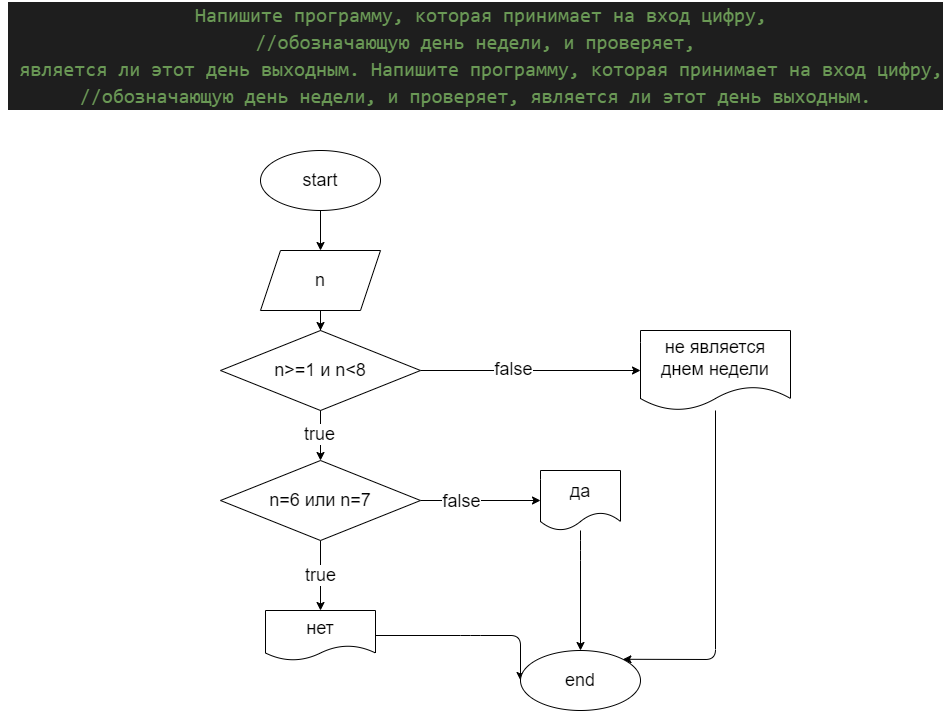 Напишите программу, которая принимает на вход цифру,
//обозначающую день недели, и проверяет,
является ли этот день выходным. Напишите программу, которая принимает на вход цифру,
//обозначающую день недели, и проверяет, является ли этот день выходным.
start
n
n>=1 и n<8
false
не является
днем недели
true
n=6 или n=7
false
да
true
нет
end